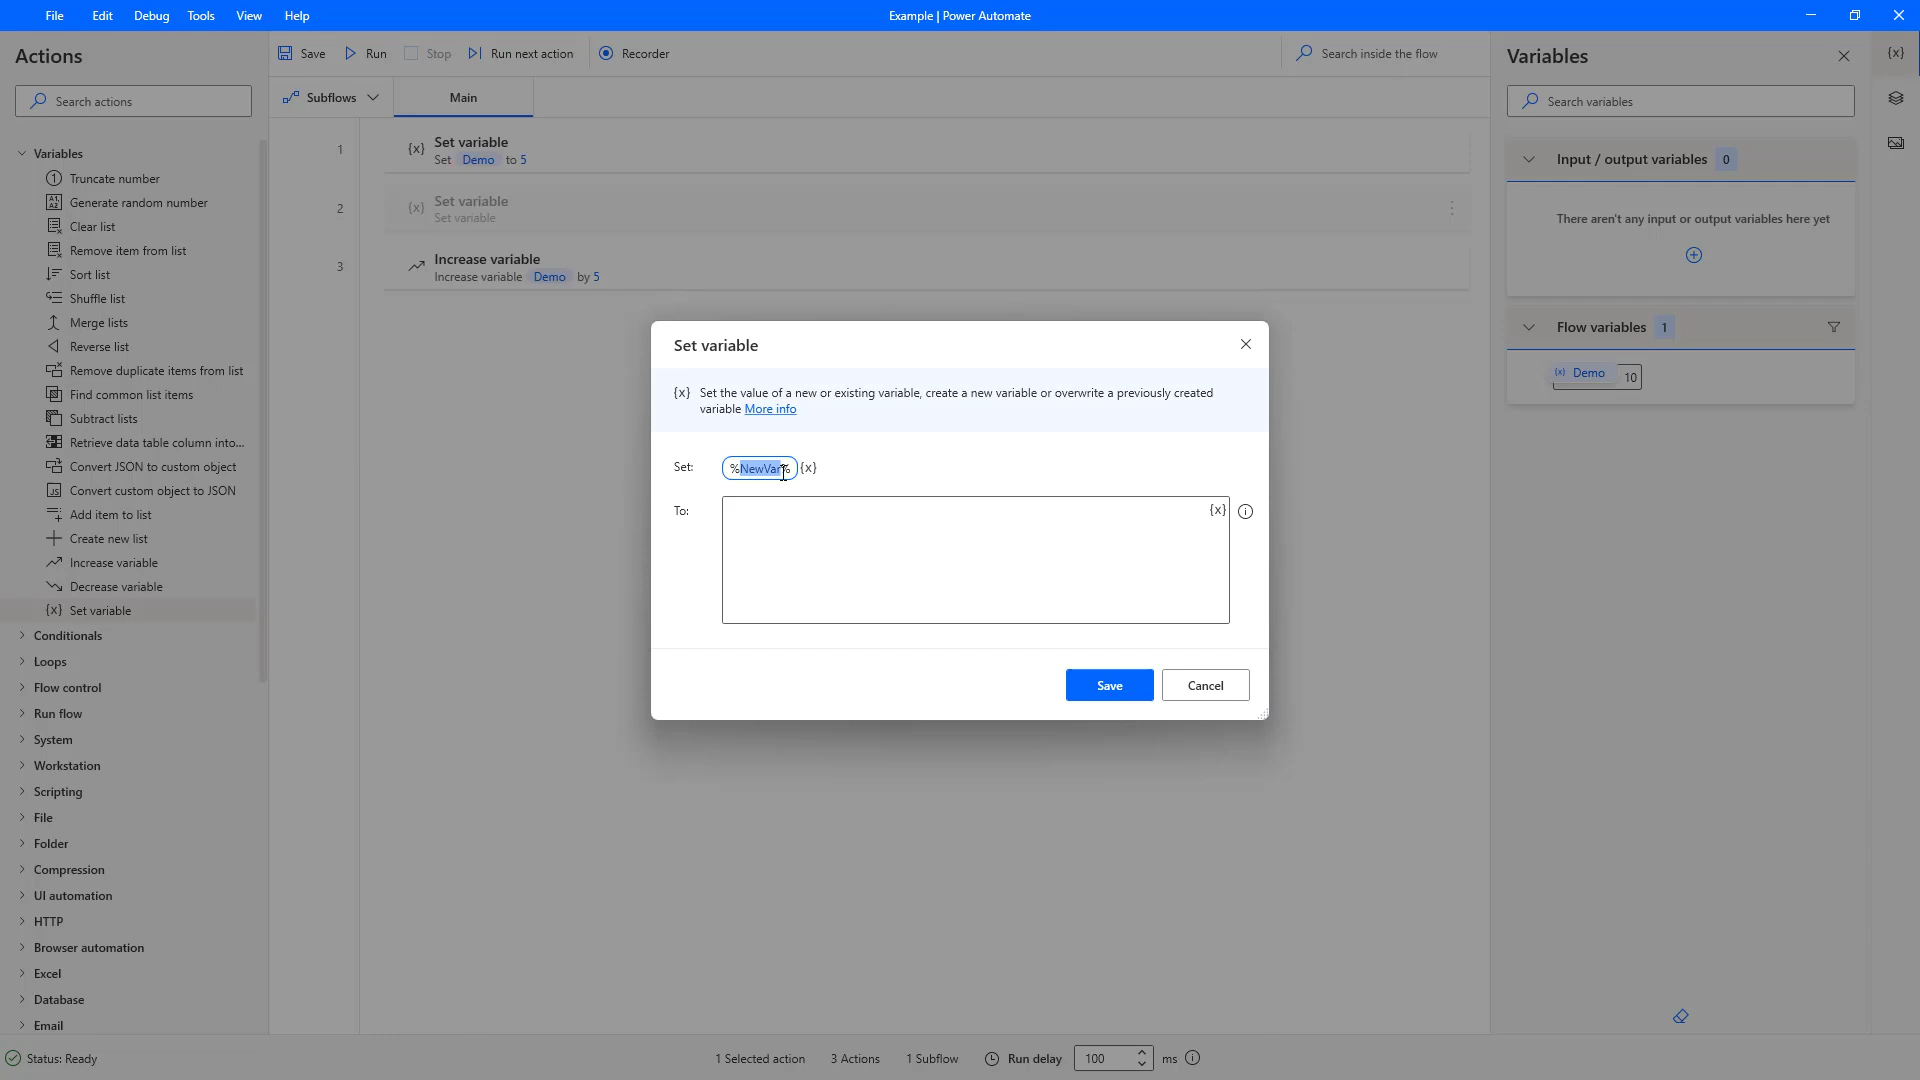 File Edit Debug Tools View Help
Example | Power Automate
Actions
Search actions
Variables
Truncate number
Generate random number
Clear list
Remove item from list
Sort list
Shuffle list
Merge lists
Reverse list
Remove duplicate items from list
Find common list items
Subtract lists
Retrieve data table column into...
Convert JSON to custom object
Convert custom object to JSON
Add item to list
Create new list
Increase variable
Decrease variable
{x} Set variable
Conditionals
Loops
Flow control
Run flow
System
Workstation
Scripting
File
Folder
Compression
UI automation
HTTP
Browser automation
Excel
Database
Email
Save Run Stop Run next action Recorder
Search inside the flow
Subflows Main
1 {x} Set variable
Set Demo to 5
2 {x} Set variable
Set variable
3 Increase variable
Increase variable Demo by 5
Set variable
{x} Set the value of a new or existing variable, create a new variable or overwrite a previously created
variable More info
Set: %NewVar% {x}
To: {x}
Save Cancel
Variables
{x}
Search variables
Input / output variables 0
There aren't any input or output variables here yet
Flow variables 1
{x} Demo 10
Status: Ready
1 Selected action 3 Actions 1 Subflow Run delay 100 ms